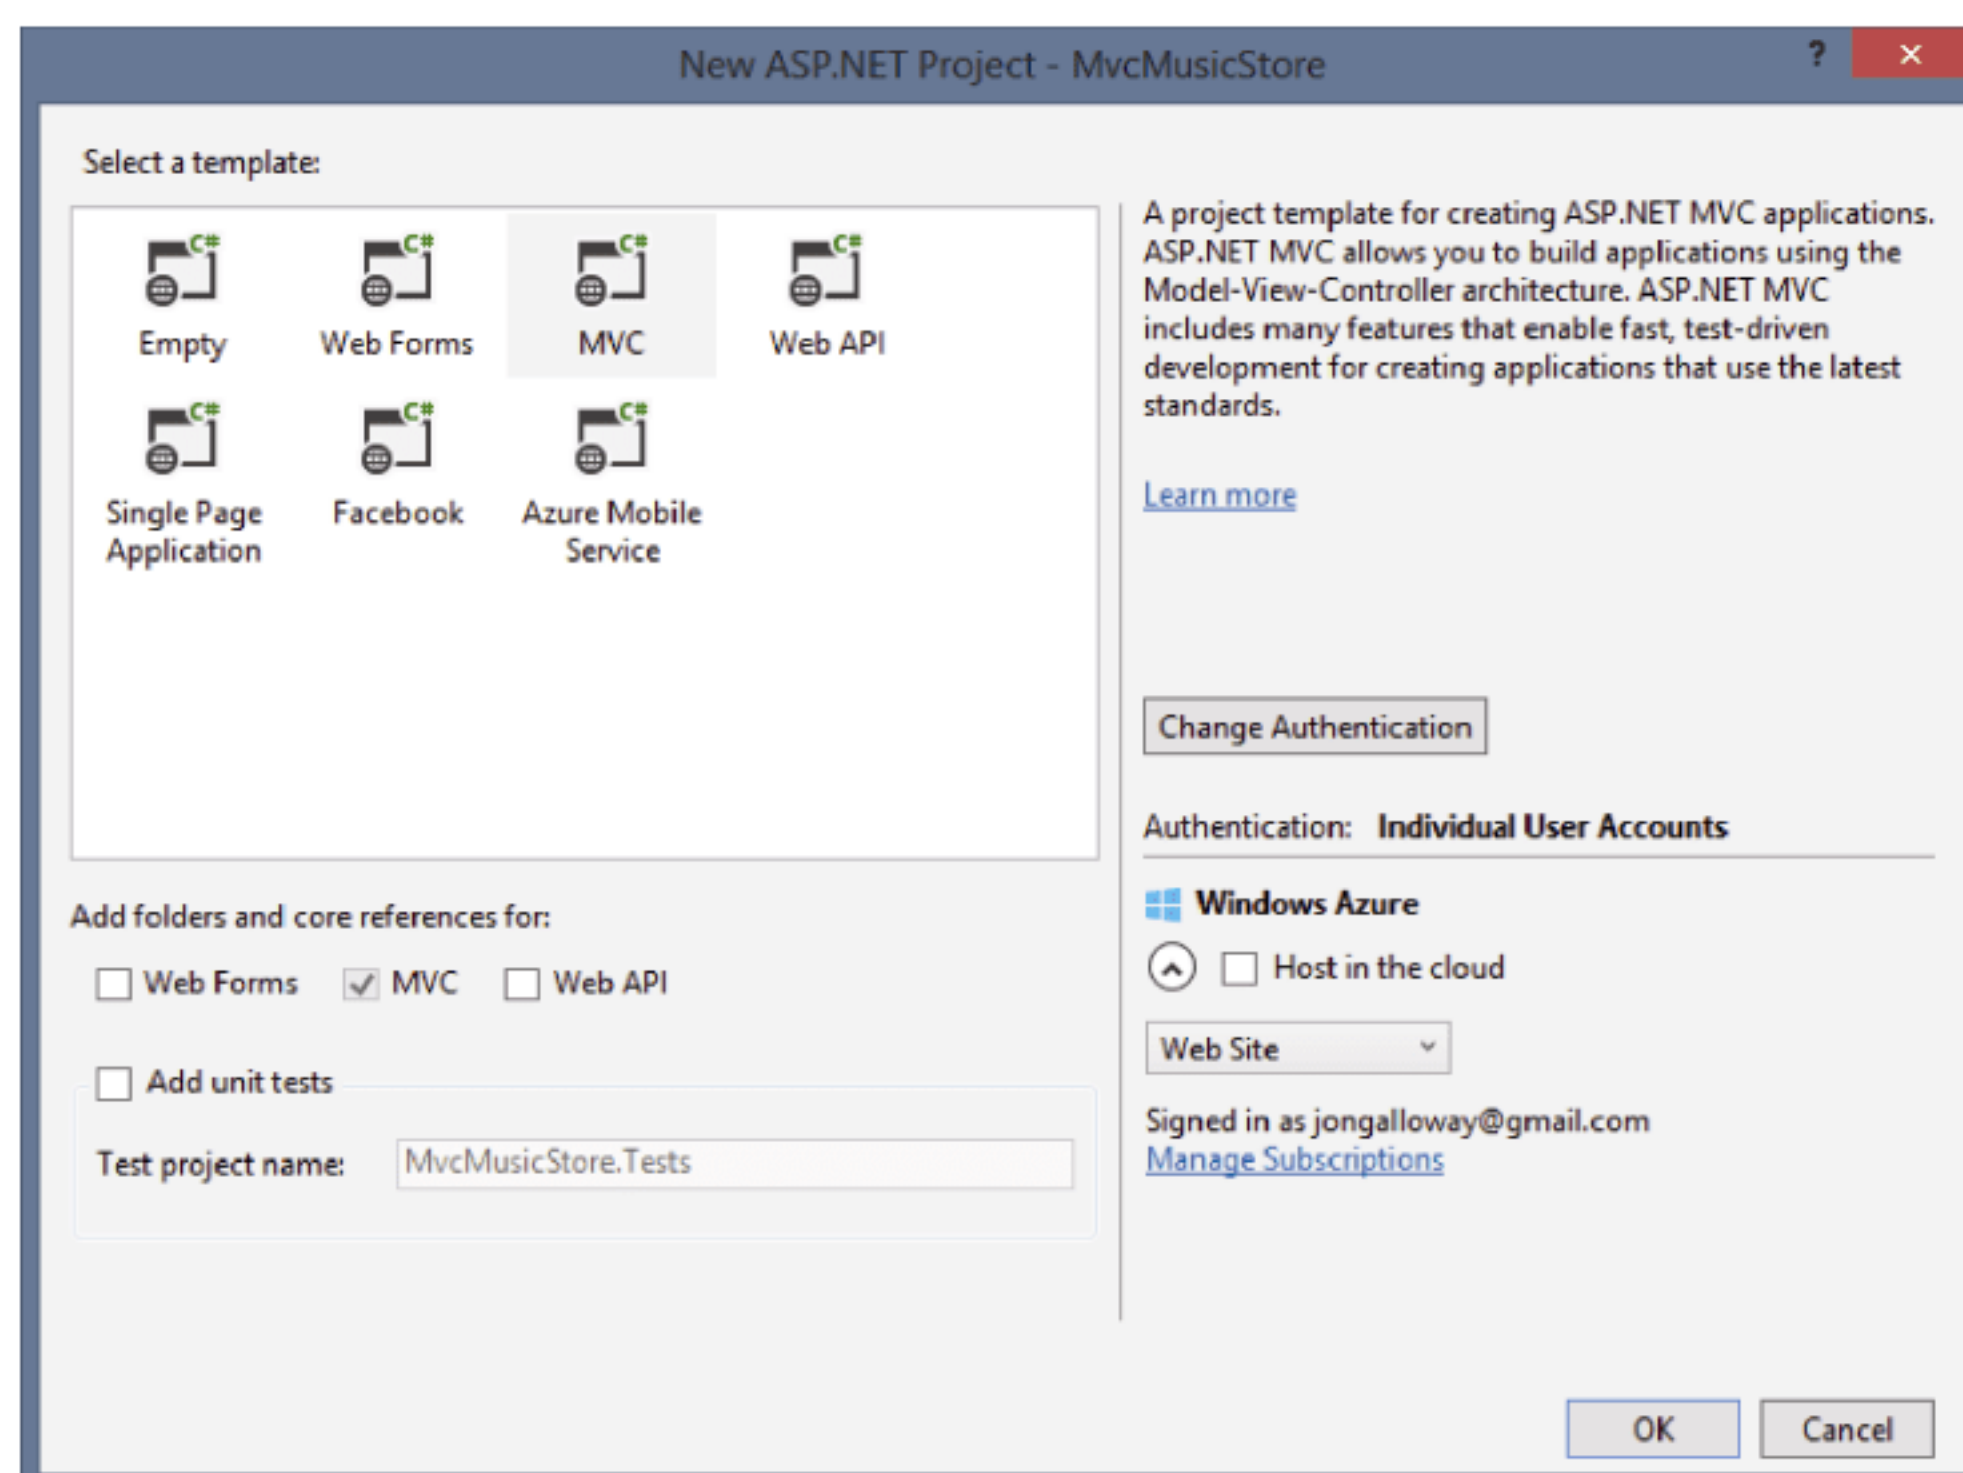 New ASP.NET Project - MvcMusicStore
?
Select a template:
C# C# C# C#
Empty Web Forms MVC Web API
C# C# C#
Single Page Facebook Azure Mobile
Application Service
A project template for creating ASP.NET MVC applications.
ASP.NET MVC allows you to build applications using the
Model-View-Controller architecture. ASP.NET MVC
includes many features that enable fast, test-driven
development for creating applications that use the latest
standards.
Learn more
Change Authentication
Authentication: Individual User Accounts
Add folders and core references for:
Web Forms MVC Web API
Add unit tests
Test project name: MvcMusicStore.Tests
Windows Azure
Host in the cloud
Web Site
Signed in as jongalloway@gmail.com
Manage Subscriptions
OK Cancel